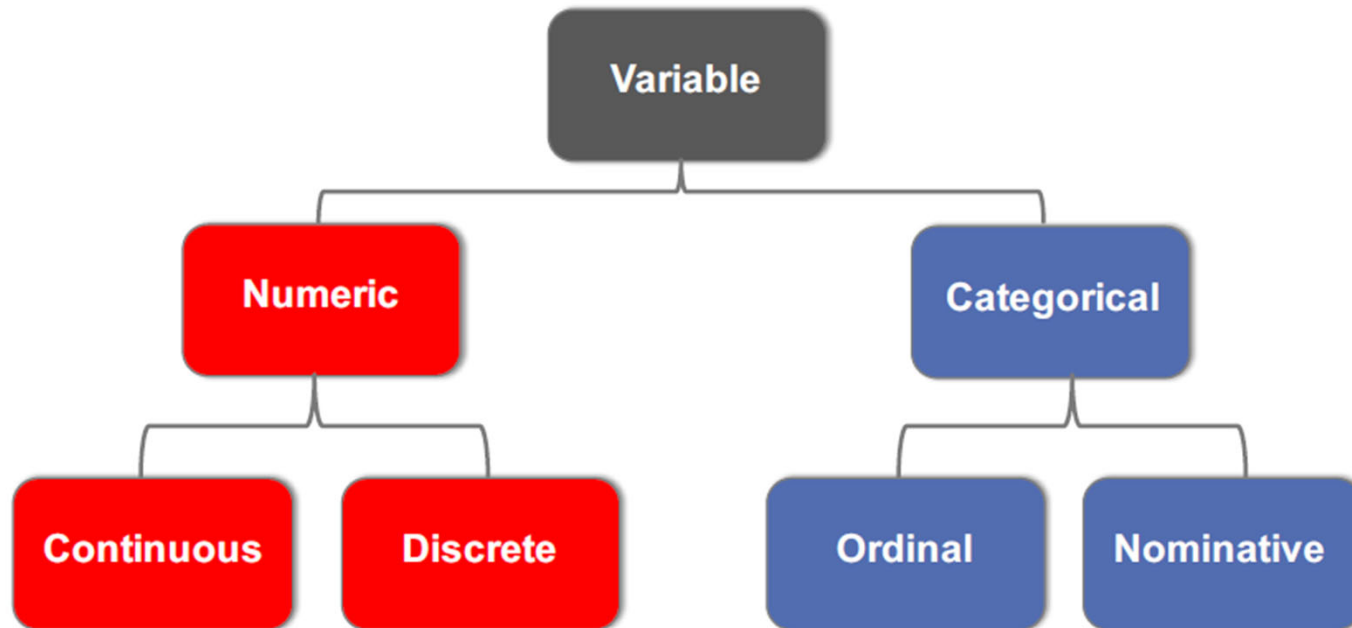 Variable
Numeric
Categorical
Continuous
Discrete
Ordinal
Nominative